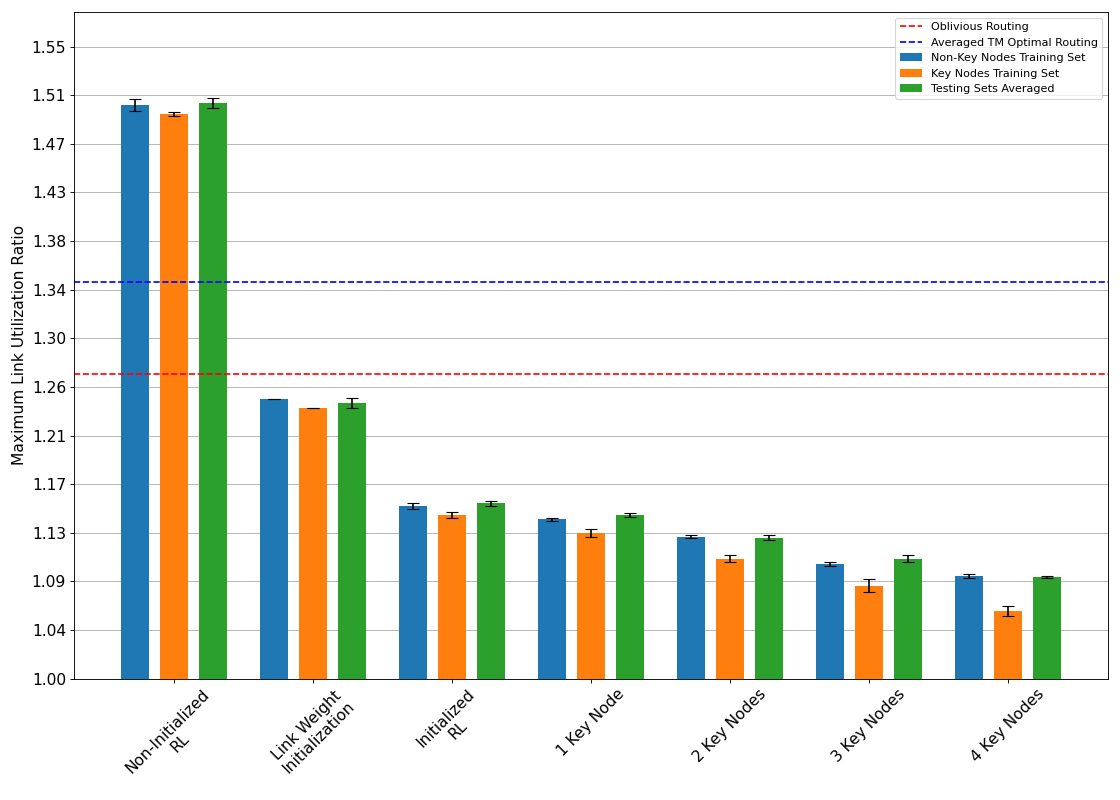 Maximum Link Utilization Ratio
1.55
1.51
1.47
1.43
1.38
1.34
1.30
1.26
1.21
1.17
1.13
1.09
1.04
1.00
Oblivious Routing
Averaged TM Optimal Routing
Non-Key Nodes Training Set
Key Nodes Training Set
Testing Sets Averaged
Non-Initialized
RL
Link Weight
Initialization
Initialized
RL
1 Key Node
2 Key Nodes
3 Key Nodes
4 Key Nodes